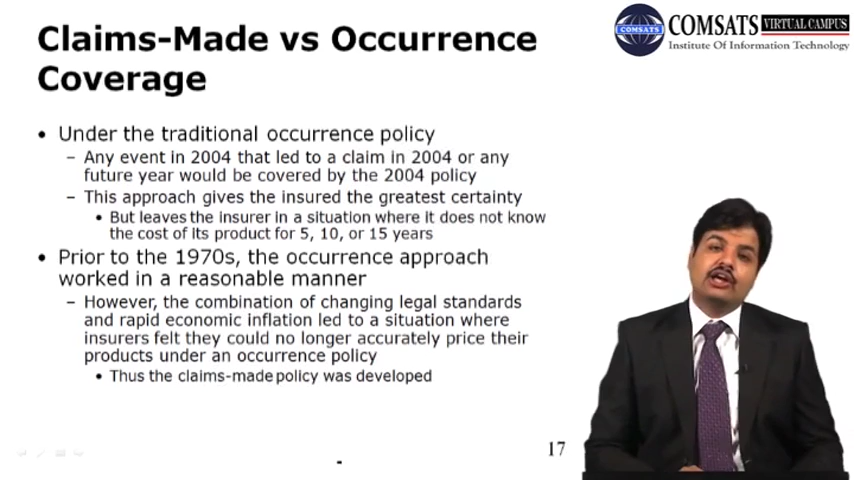 Claims-Made vs Occurrence
Coverage
COMSATS
COMSATS VIRTUAL CAMPUS
Institute Of Information Technology
• Under the traditional occurrence policy
– Any event in 2004 that led to a claim in 2004 or any
future year would be covered by the 2004 policy
– This approach gives the insured the greatest certainty
• But leaves the insurer in a situation where it does not know
the cost of its product for 5, 10, or 15 years
• Prior to the 1970s, the occurrence approach
worked in a reasonable manner
– However, the combination of changing legal standards
and rapid economic inflation led to a situation where
insurers felt they could no longer accurately price their
products under an occurrence policy
• Thus the claims-made policy was developed
17
-